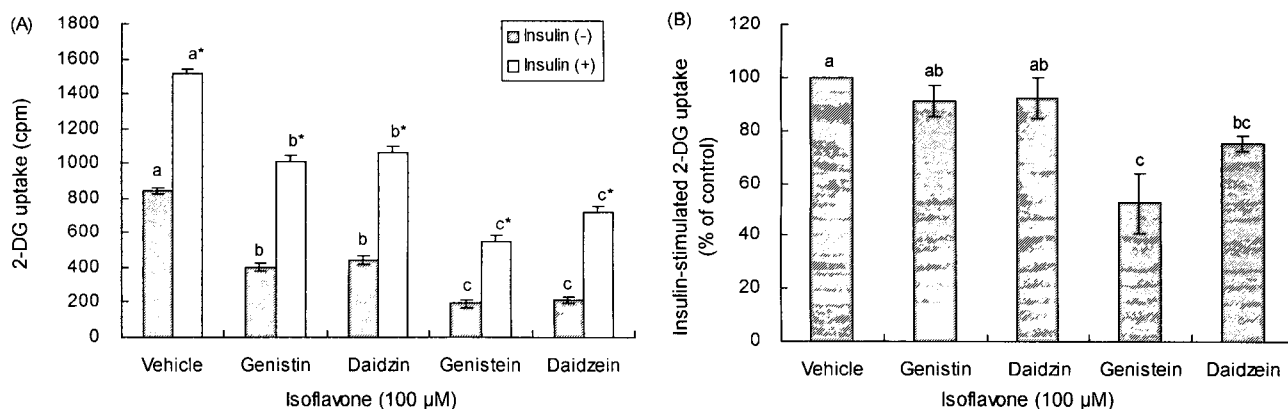 (A)
1800
1600
1400
1200
1000
800
600
400
200
0
2-DG uptake (cpm)
Insulin (-)
Insulin (+)
a
a*
b
b*
b
b*
c
c*
c
c*
Vehicle Genistin Daidzin Genistein Daidzein
Isoflavone (100 µM)
(B)
120
100
80
60
40
20
0
Insulin-stimulated 2-DG uptake
(% of control)
a
ab
ab
c
bc
Vehicle Genistin Daidzin Genistein Daidzein
Isoflavone (100 µM)